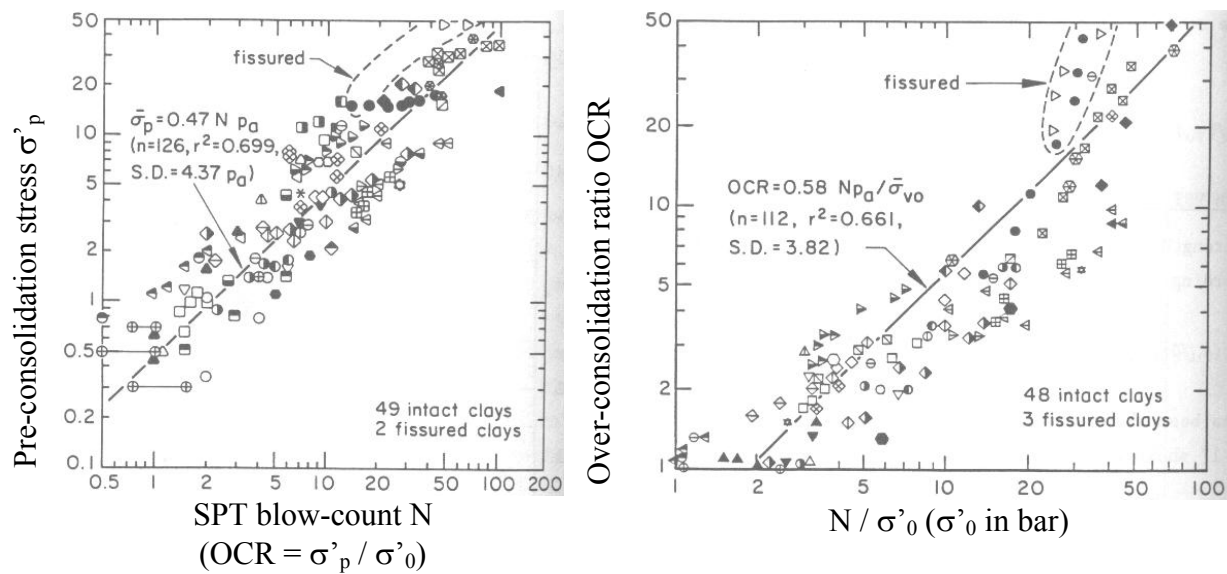 Pre-consolidation stress σ'p
50
20
10
5
2
1
0.5
0.2
0.1
fissured
σ̄p=0.47 N pa
(n=126, r²=0.699,
S.D.=4.37 pa)
49 intact clays
2 fissured clays
0.5 1 2 5 10 20 50 100 200
SPT blow-count N
(OCR = σ'p / σ'0)
Over-consolidation ratio OCR
50
20
10
5
2
1
fissured
OCR=0.58 Npa/σ̄vo
(n=112, r²=0.661,
S.D.=3.82)
48 intact clays
3 fissured clays
1 2 5 10 20 50 100
N / σ'0 (σ'0 in bar)